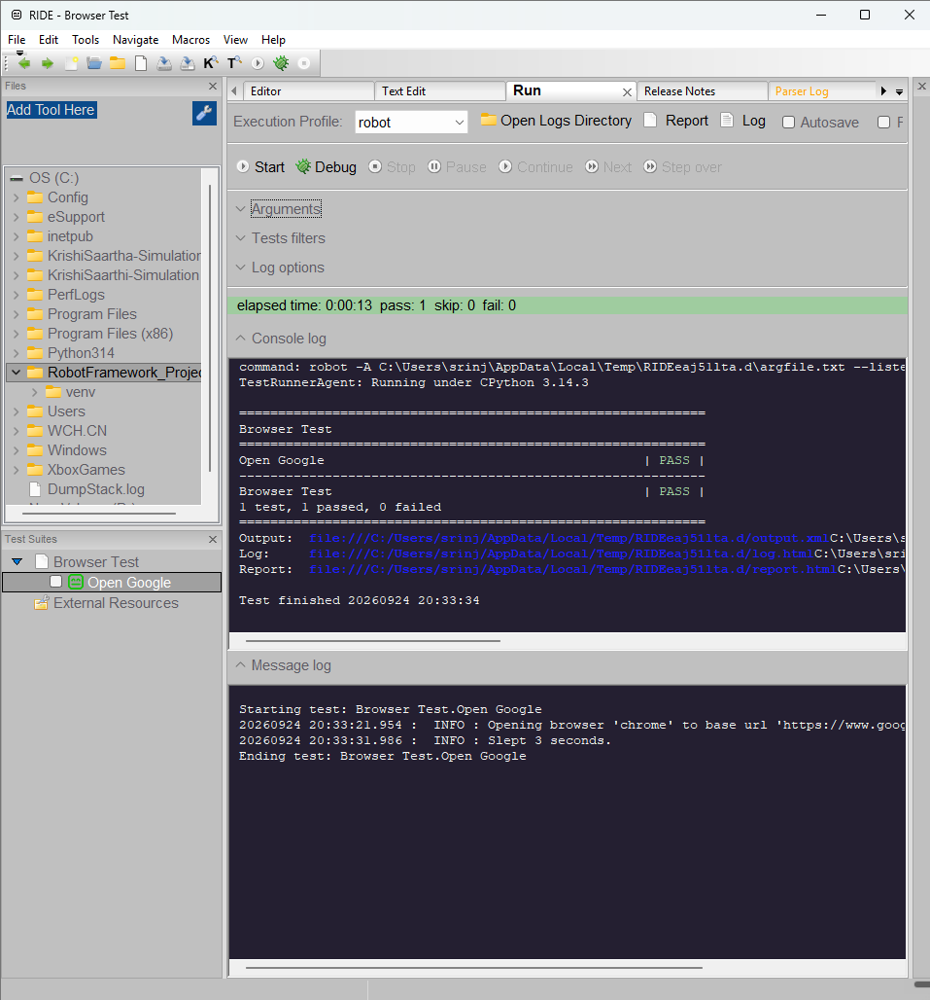 RIDE - Browser Test
File Edit Tools Navigate Macros View Help
Files
Add Tool Here
OS (C:)
Config
eSupport
inetpub
KrishiSaartha-Simulation
KrishiSaarthi-Simulation
PerfLogs
Program Files
Program Files (x86)
Python314
RobotFramework_Projec
venv
Users
WCH.CN
Windows
XboxGames
DumpStack.log
Test Suites
Browser Test
Open Google
External Resources
Editor Text Edit Run Release Notes Parser Log
Execution Profile: robot Open Logs Directory Report Log Autosave
Start Debug Stop Pause Continue Next Step over
Arguments
Tests filters
Log options
elapsed time: 0:00:13 pass: 1 skip: 0 fail: 0
Console log
command: robot -A C:\Users\srinj\AppData\Local\Temp\RIDEeaj51lta.d\argfile.txt --liste
TestRunnerAgent: Running under CPython 3.14.3
==============================================================
Browser Test
==============================================================
Open Google | PASS |
--------------------------------------------------------------
Browser Test | PASS |
1 test, 1 passed, 0 failed
==============================================================
Output: file:///C:/Users/srinj/AppData/Local/Temp/RIDEeaj51lta.d/output.xmlC:\Users\s
Log: file:///C:/Users/srinj/AppData/Local/Temp/RIDEeaj51lta.d/log.htmlC:\Users\srin
Report: file:///C:/Users/srinj/AppData/Local/Temp/RIDEeaj51lta.d/report.htmlC:\Users\
Test finished 20260924 20:33:34
Message log
Starting test: Browser Test.Open Google
20260924 20:33:21.954 : INFO : Opening browser 'chrome' to base url 'https://www.goog
20260924 20:33:31.986 : INFO : Slept 3 seconds.
Ending test: Browser Test.Open Google